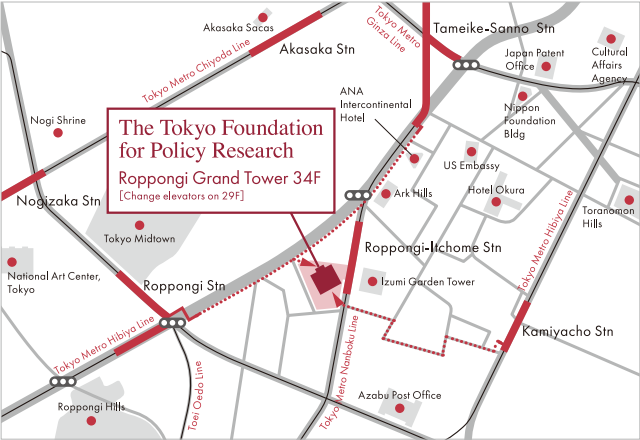 Akasaka Sacas
Akasaka Stn
Tokyo Metro
Ginza Line
Tameike-Sanno Stn
Japan Patent
Office
Cultural
Affairs
Agency
Tokyo Metro Chiyoda Line
ANA
Intercontinental
Hotel
Nippon
Foundation
Bldg
Nogi Shrine
The Tokyo Foundation
for Policy Research
Roppongi Grand Tower 34F
[Change elevators on 29F]
US Embassy
Ark Hills
Hotel Okura
Toranomon
Hills
Nogizaka Stn
Tokyo Midtown
Roppongi-Itchome Stn
Tokyo Metro Hibiya Line
National Art Center,
Tokyo
Roppongi Stn
Izumi Garden Tower
Kamiyacho Stn
Tokyo Metro Hibiya Line
Toei Oedo Line
Tokyo Metro Nanboku Line
Azabu Post Office
Roppongi Hills